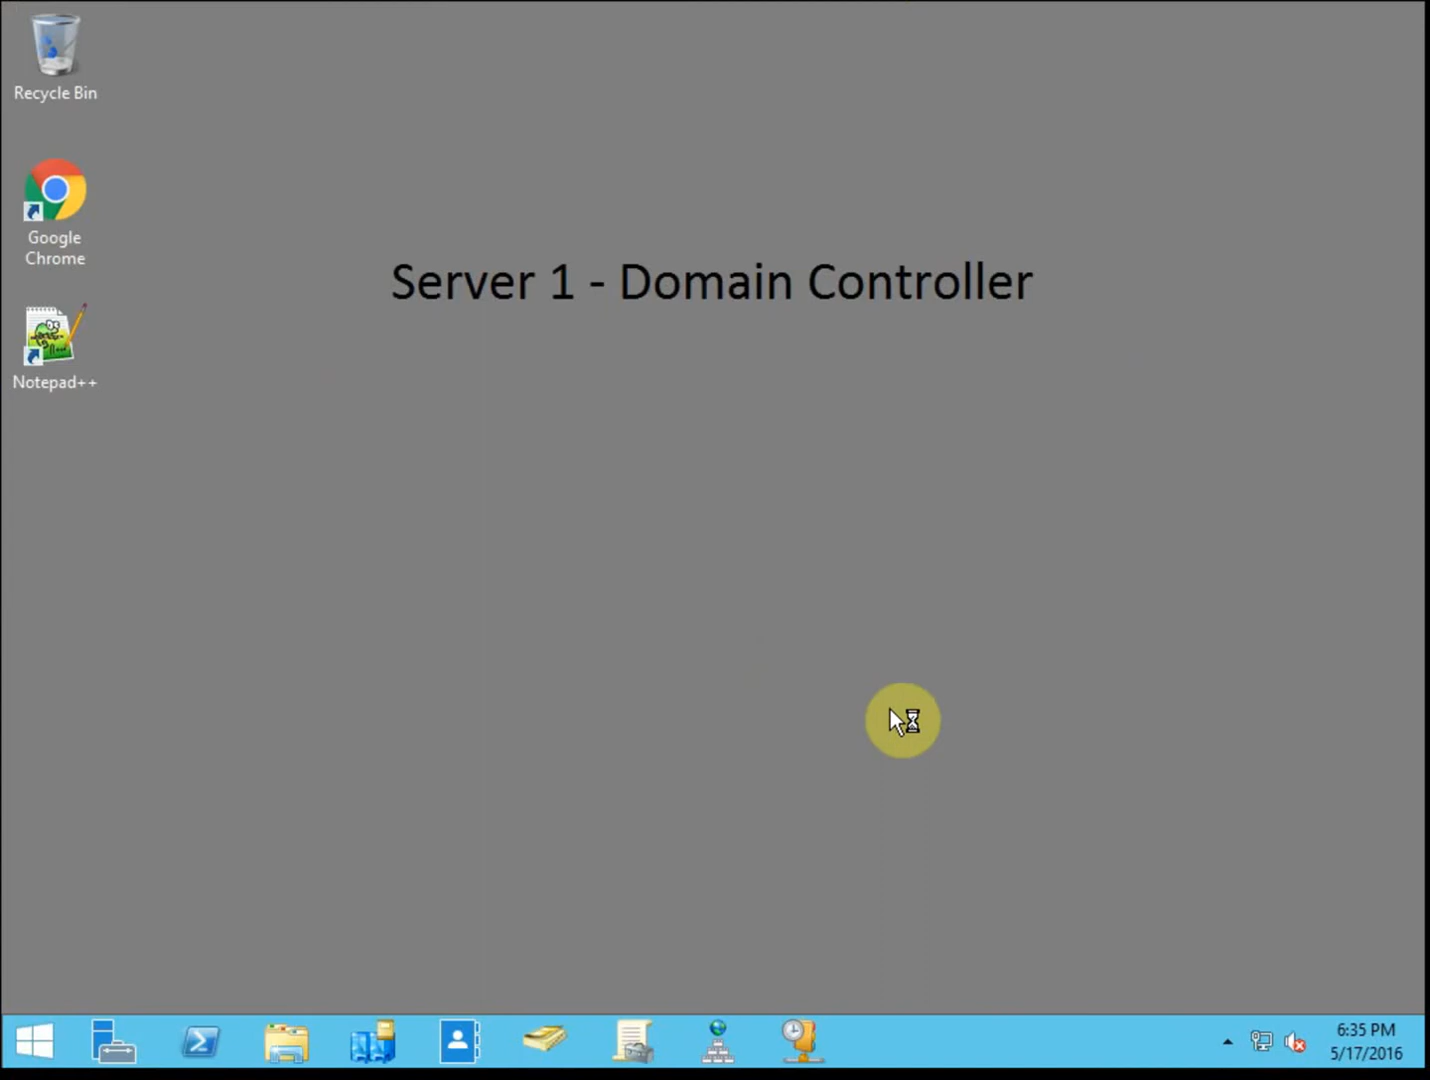 Recycle Bin
Google
Chrome
Server 1 - Domain Controller
Notepad++
6:35 PM
5/17/2016